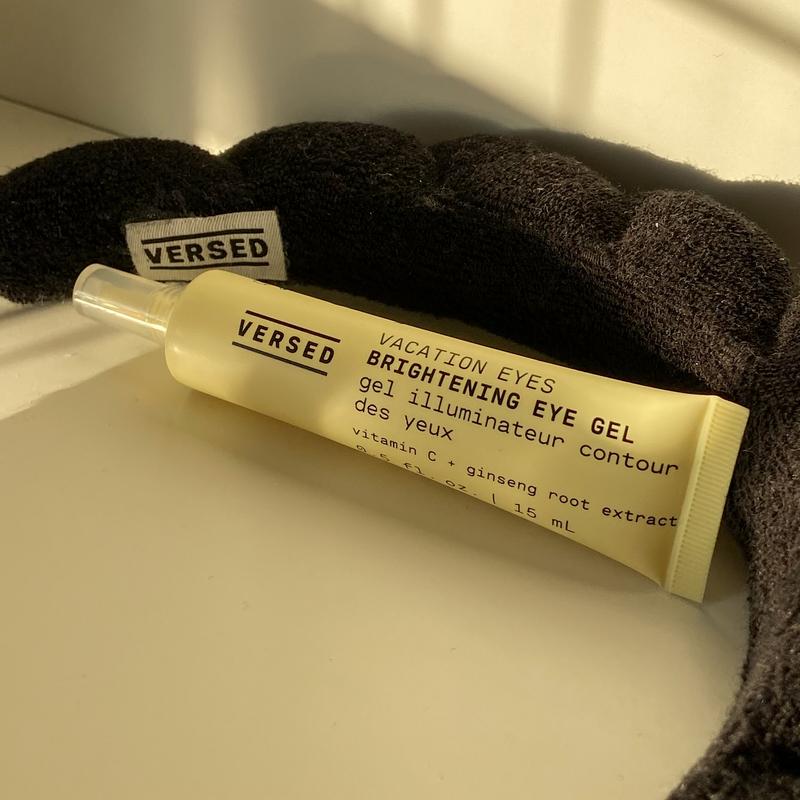 VERSED
VERSED
VACATION EYES
BRIGHTENING EYE GEL
gel illuminateur contour
des yeux
vitamin C + ginseng root extract
0.5 fl. oz. | 15 mL